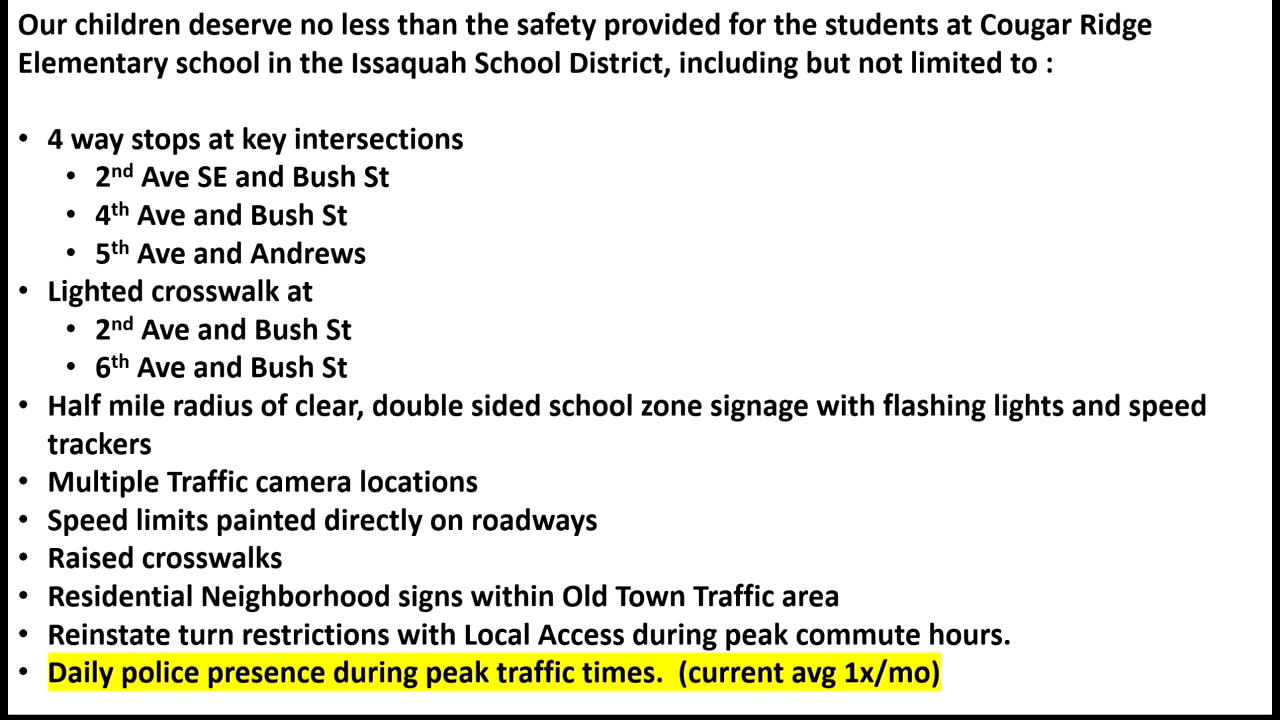 Our children deserve no less than the safety provided for the students at Cougar Ridge
Elementary school in the Issaquah School District, including but not limited to :
• 4 way stops at key intersections
• 2nd Ave SE and Bush St
• 4th Ave and Bush St
• 5th Ave and Andrews
• Lighted crosswalk at
• 2nd Ave and Bush St
• 6th Ave and Bush St
• Half mile radius of clear, double sided school zone signage with flashing lights and speed
trackers
• Multiple Traffic camera locations
• Speed limits painted directly on roadways
• Raised crosswalks
• Residential Neighborhood signs within Old Town Traffic area
• Reinstate turn restrictions with Local Access during peak commute hours.
• Daily police presence during peak traffic times.  (current avg 1x/mo)